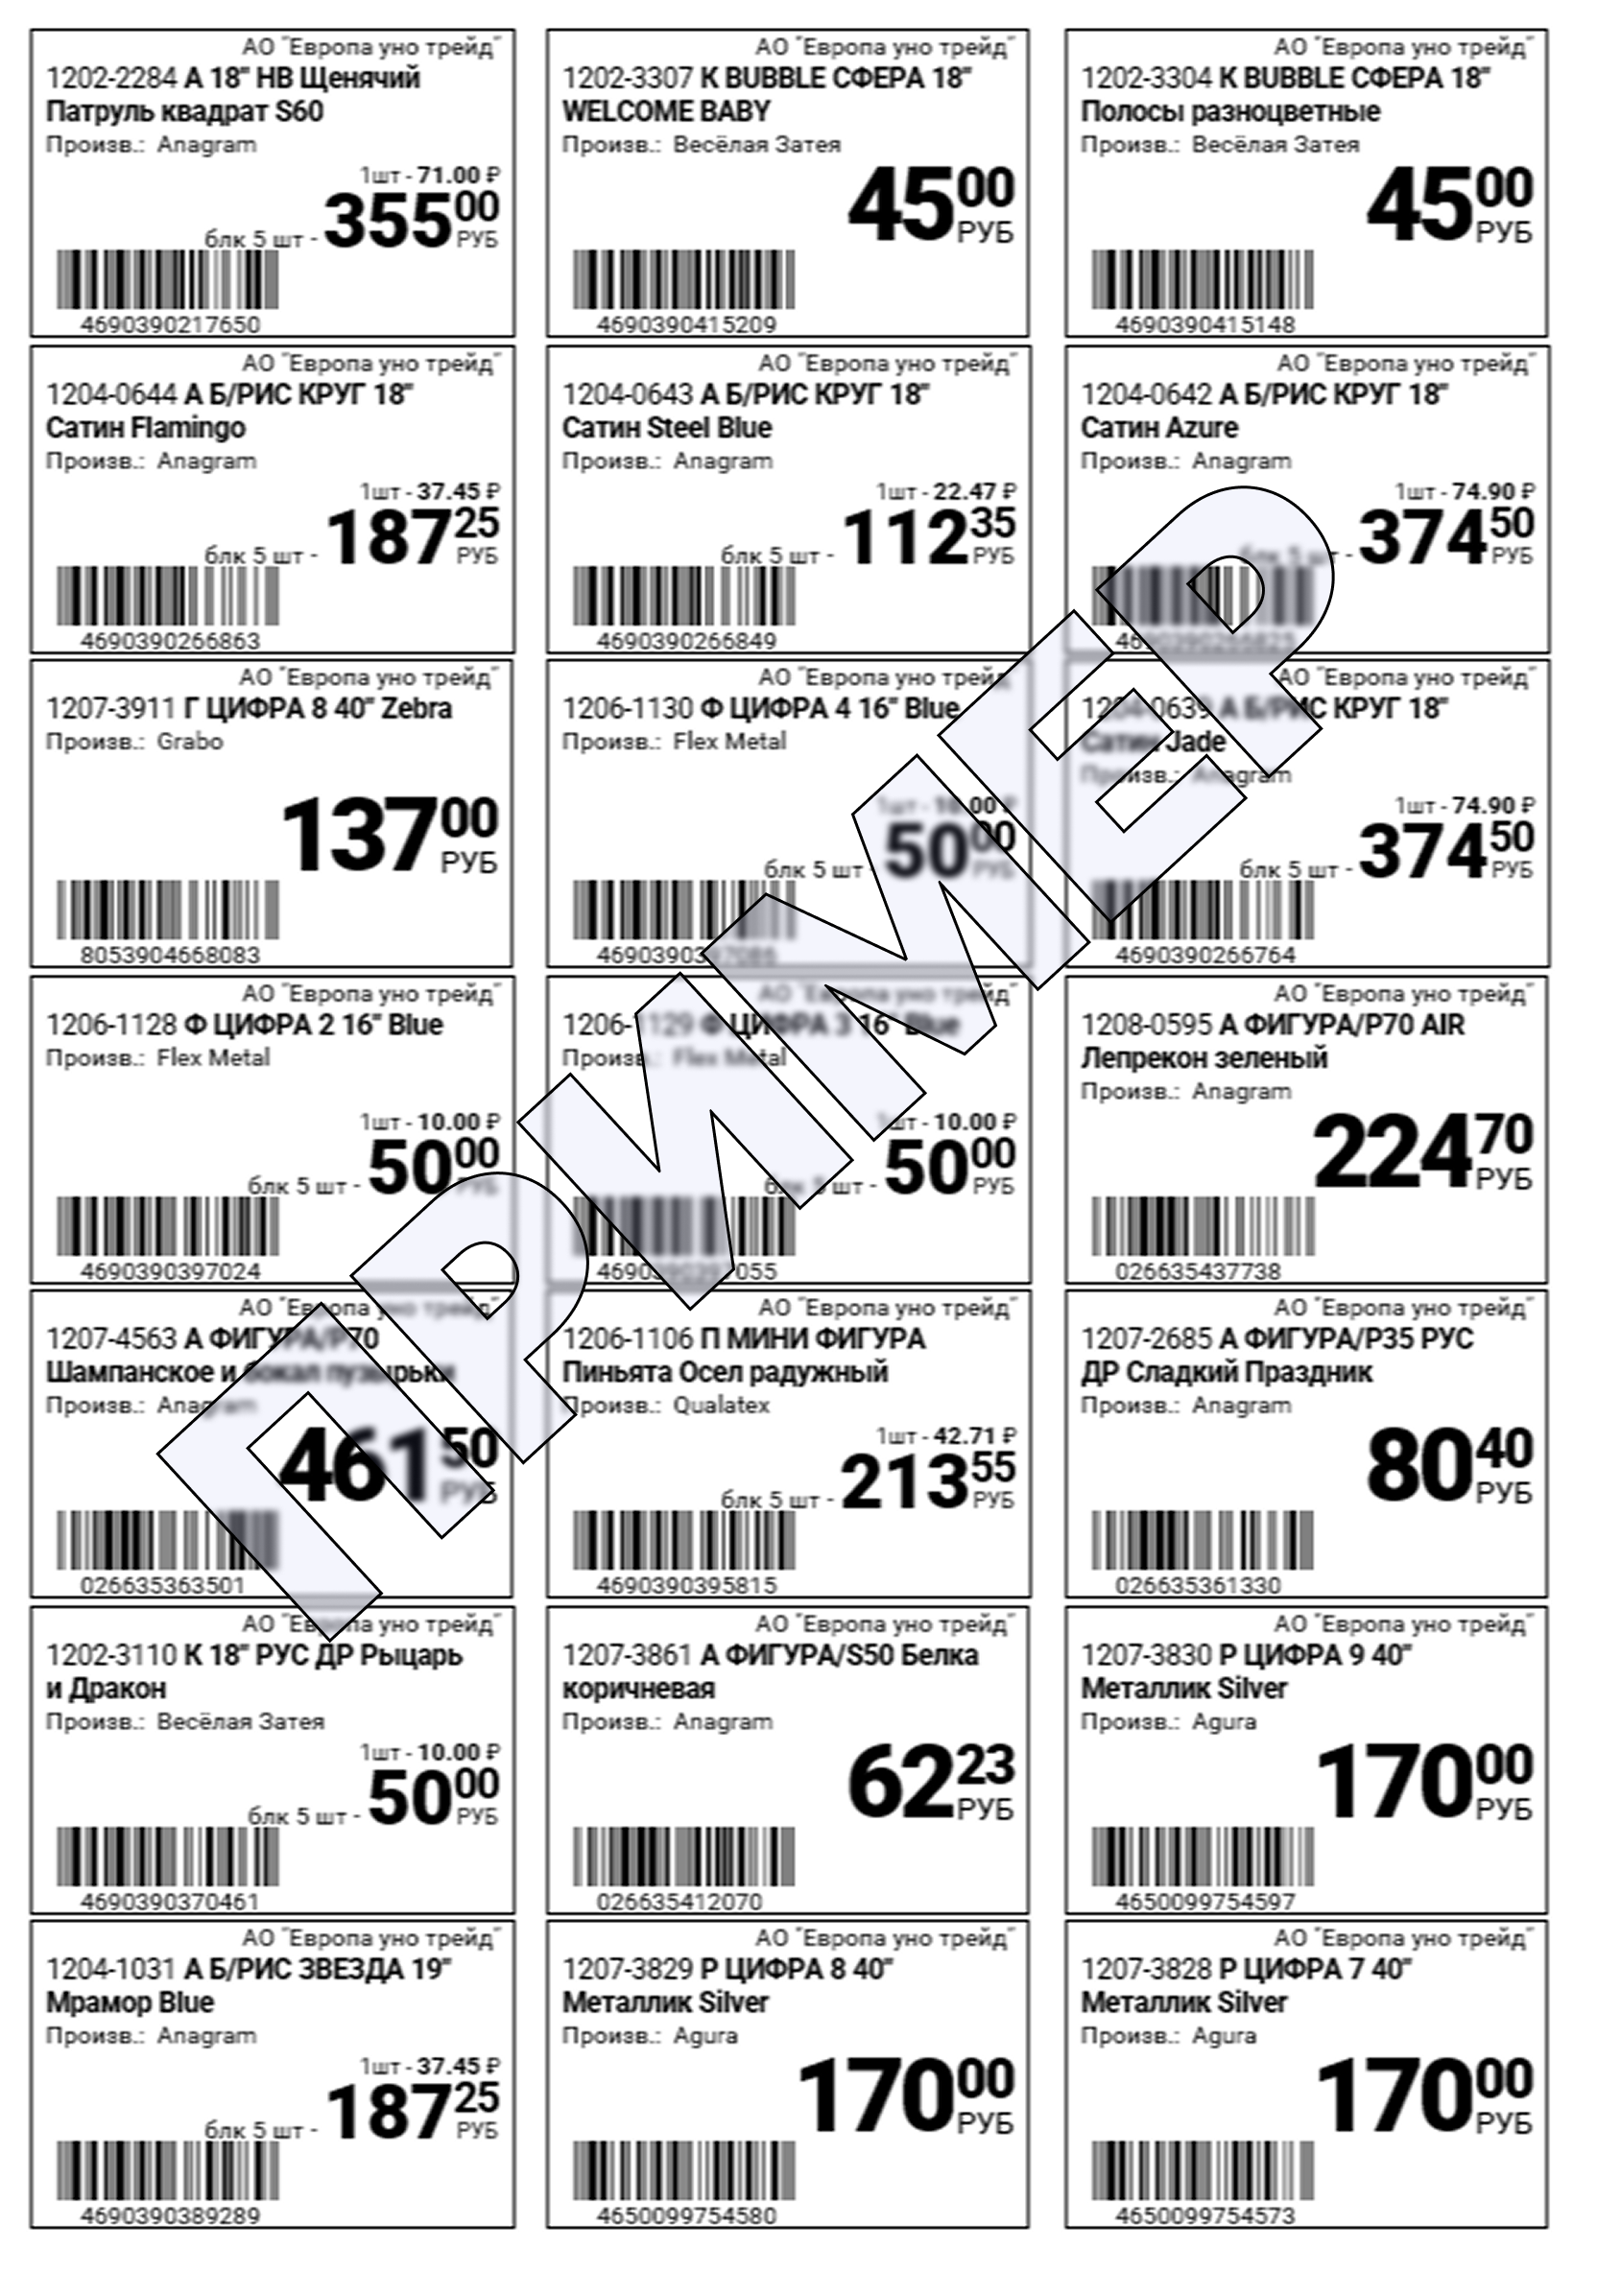 АО "Европа уно трейд"
1202-2284 А 18" HB Щенячий
Патруль квадрат S60
Произв.: Anagram
1шт - 71.00 ₽
блк 5 шт - 355 00 РУБ
4690390217650
АО "Европа уно трейд"
1202-3307 К BUBBLE СФЕРА 18"
WELCOME BABY
Произв.: Весёлая Затея
45 00 РУБ
4690390415209
АО "Европа уно трейд"
1202-3304 К BUBBLE СФЕРА 18"
Полосы разноцветные
Произв.: Весёлая Затея
45 00 РУБ
4690390415148
АО "Европа уно трейд"
1204-0644 А Б/РИС КРУГ 18"
Сатин Flamingo
Произв.: Anagram
1шт - 37.45 ₽
блк 5 шт - 187 25 РУБ
4690390266863
АО "Европа уно трейд"
1204-0643 А Б/РИС КРУГ 18"
Сатин Steel Blue
Произв.: Anagram
1шт - 22.47 ₽
блк 5 шт - 112 35 РУБ
4690390266849
АО "Европа уно трейд"
1204-0642 А Б/РИС КРУГ 18"
Сатин Azure
Произв.: Anagram
1шт - 74.90 ₽
блк 5 шт - 374 50 РУБ
АО "Европа уно трейд"
1207-3911 Г ЦИФРА 8 40" Zebra
Произв.: Grabo
137 00 РУБ
8053904668083
АО "Европа уно трейд"
1206-1130 Ф ЦИФРА 4 16" Blue
Произв.: Flex Metal
1шт - 10.00 ₽
блк 5 шт - 50 00 РУБ
АО "Европа уно трейд"
1204-0639 А Б/РИС КРУГ 18"
Сатин Jade
Произв.: Anagram
1шт - 74.90 ₽
блк 5 шт - 374 50 РУБ
4690390266764
АО "Европа уно трейд"
1206-1128 Ф ЦИФРА 2 16" Blue
Произв.: Flex Metal
1шт - 10.00 ₽
блк 5 шт - 50 00 РУБ
4690390397024
АО "Европа уно трейд"
1206-1129 Ф ЦИФРА 3 16" Blue
Произв.: Flex Metal
1шт - 10.00 ₽
блк 5 шт - 50 00 РУБ
4690390397055
АО "Европа уно трейд"
1208-0595 А ФИГУРА/P70 AIR
Лепрекон зеленый
Произв.: Anagram
224 70 РУБ
026635437738
АО "Европа уно трейд"
1207-4563 А ФИГУРА/P70
Шампанское и бокал пузырьки
Произв.: Anagram
461 50 РУБ
026635363501
АО "Европа уно трейд"
1206-1106 П МИНИ ФИГУРА
Пиньята Осел радужный
Произв.: Qualatex
1шт - 42.71 ₽
блк 5 шт - 213 55 РУБ
4690390395815
АО "Европа уно трейд"
1207-2685 А ФИГУРА/P35 РУС
ДР Сладкий Праздник
Произв.: Anagram
80 40 РУБ
026635361330
АО "Европа уно трейд"
1202-3110 К 18" РУС ДР Рыцарь
и Дракон
Произв.: Весёлая Затея
1шт - 10.00 ₽
блк 5 шт - 50 00 РУБ
4690390370461
АО "Европа уно трейд"
1207-3861 А ФИГУРА/S50 Белка
коричневая
Произв.: Anagram
62 23 РУБ
026635412070
АО "Европа уно трейд"
1207-3830 Р ЦИФРА 9 40"
Металлик Silver
Произв.: Agura
170 00 РУБ
4650099754597
АО "Европа уно трейд"
1204-1031 А Б/РИС ЗВЕЗДА 19"
Мрамор Blue
Произв.: Anagram
1шт - 37.45 ₽
блк 5 шт - 187 25 РУБ
4690390389289
АО "Европа уно трейд"
1207-3829 Р ЦИФРА 8 40"
Металлик Silver
Произв.: Agura
170 00 РУБ
4650099754580
АО "Европа уно трейд"
1207-3828 Р ЦИФРА 7 40"
Металлик Silver
Произв.: Agura
170 00 РУБ
4650099754573
ПРИМЕР